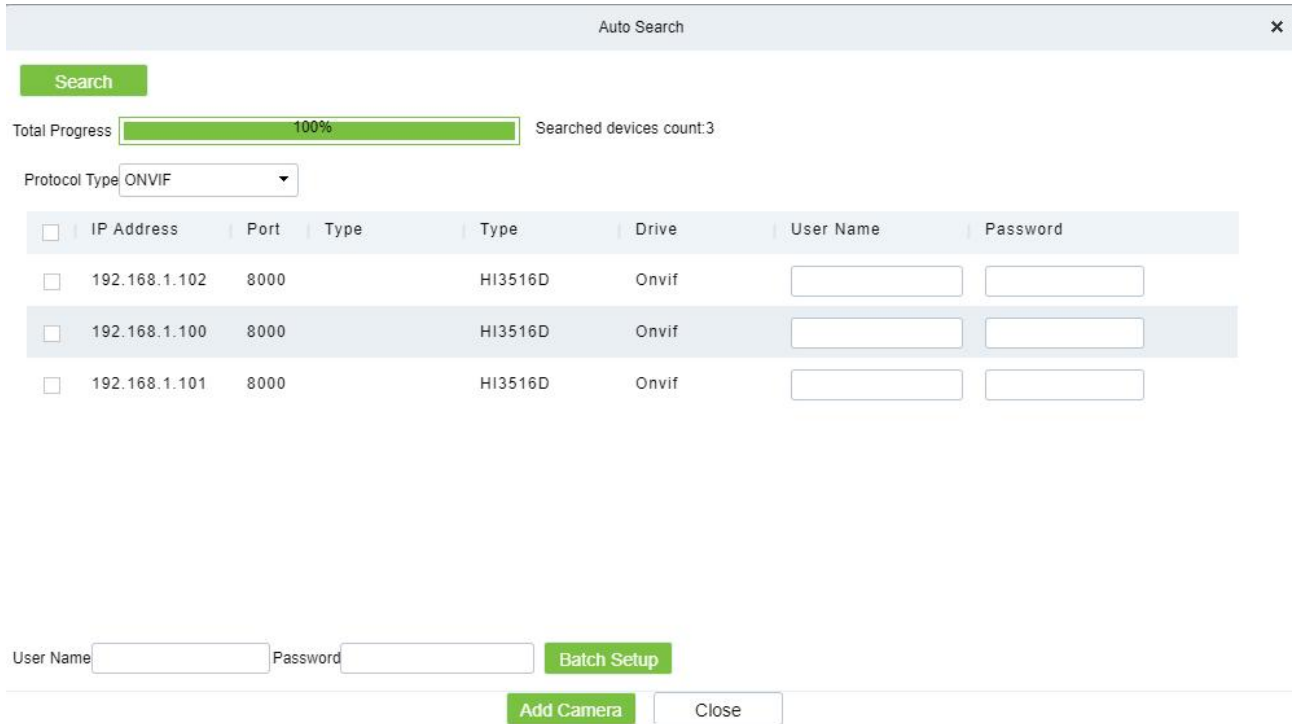 Auto Search ×
Search
Total Progress 100% Searched devices count:3
Protocol Type ONVIF
IP Address Port Type Type Drive User Name Password
192.168.1.102 8000 HI3516D Onvif
192.168.1.100 8000 HI3516D Onvif
192.168.1.101 8000 HI3516D Onvif
User Name Password Batch Setup
Add Camera Close